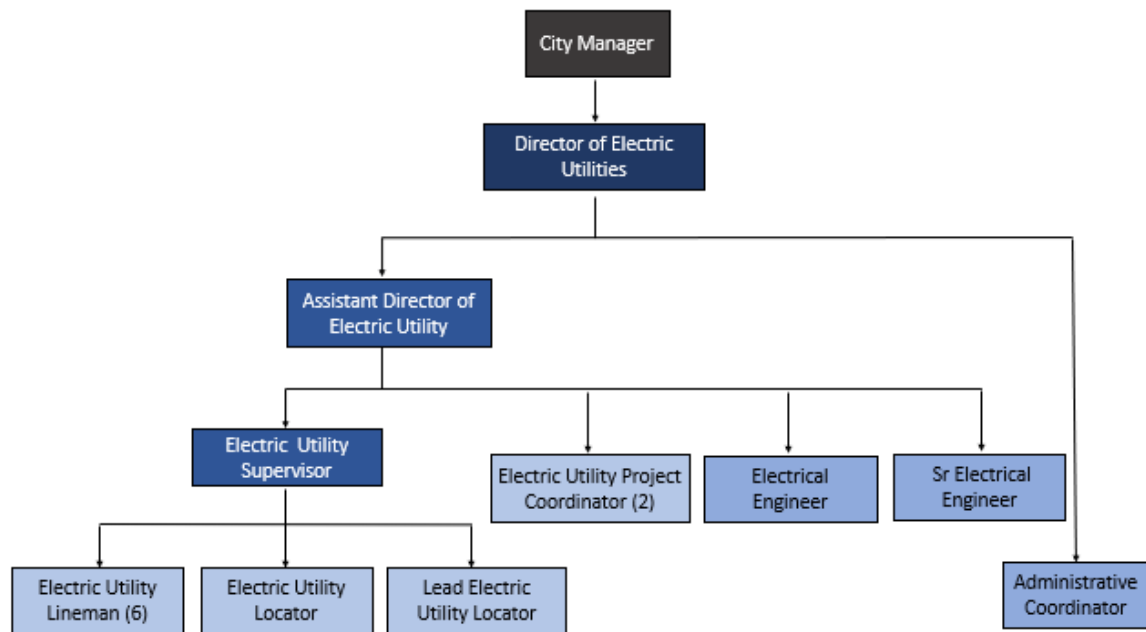 City Manager
Director of Electric
Utilities
Assistant Director of
Electric Utility
Electric Utility
Supervisor
Electric Utility Project
Coordinator (2)
Electrical
Engineer
Sr Electrical
Engineer
Electric Utility
Lineman (6)
Electric Utility
Locator
Lead Electric
Utility Locator
Administrative
Coordinator